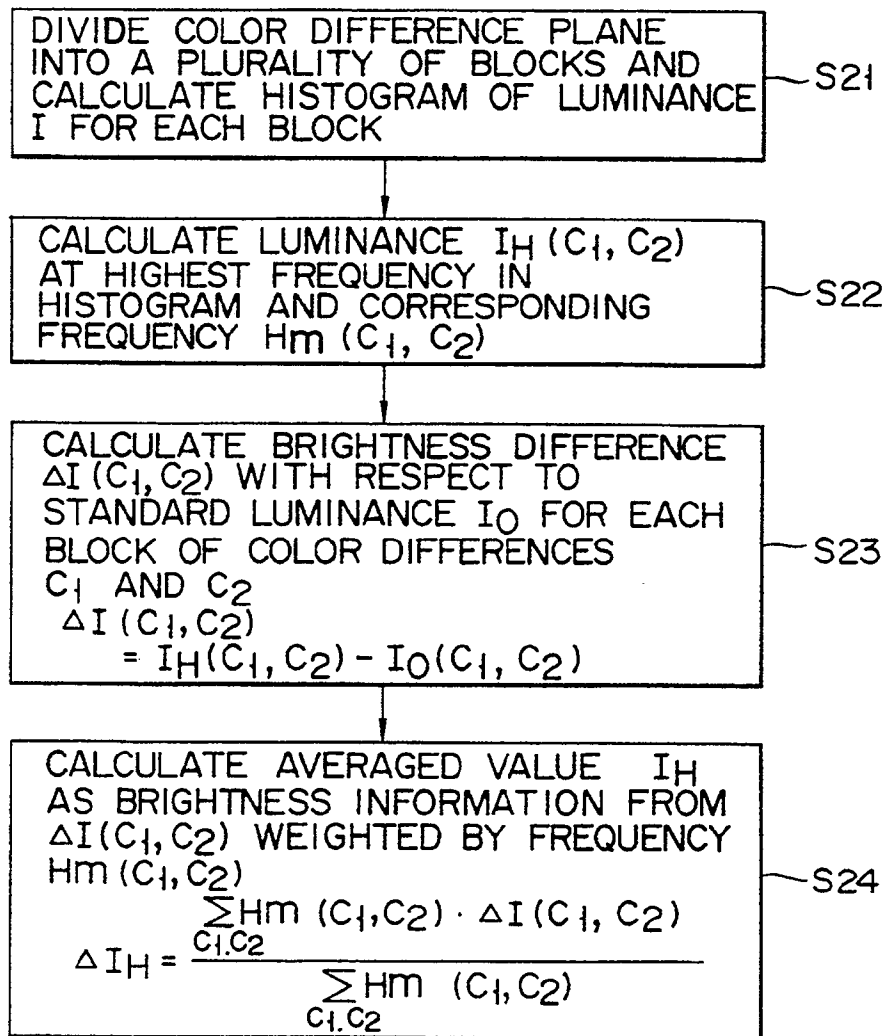 DIVIDE COLOR DIFFERENCE PLANE
INTO A PLURALITY OF BLOCKS AND
CALCULATE HISTOGRAM OF LUMINANCE
I FOR EACH BLOCK
S21
CALCULATE LUMINANCE I_H (C1, C2)
AT HIGHEST FREQUENCY IN
HISTOGRAM AND CORRESPONDING
FREQUENCY Hm (C1, C2)
S22
CALCULATE BRIGHTNESS DIFFERENCE
ΔI (C1, C2) WITH RESPECT TO
STANDARD LUMINANCE IO FOR EACH
BLOCK OF COLOR DIFFERENCES
C1 AND C2
ΔI (C1, C2)
= IH (C1, C2) – IO (C1, C2)
S23
CALCULATE AVERAGED VALUE IH
AS BRIGHTNESS INFORMATION FROM
ΔI(C1, C2) WEIGHTED BY FREQUENCY
Hm (C1, C2)
S24
ΣHm (C1,C2) · ΔI(C1, C2)
C1.C2
ΔIH =
ΣHm (C1,C2)
C1.C2